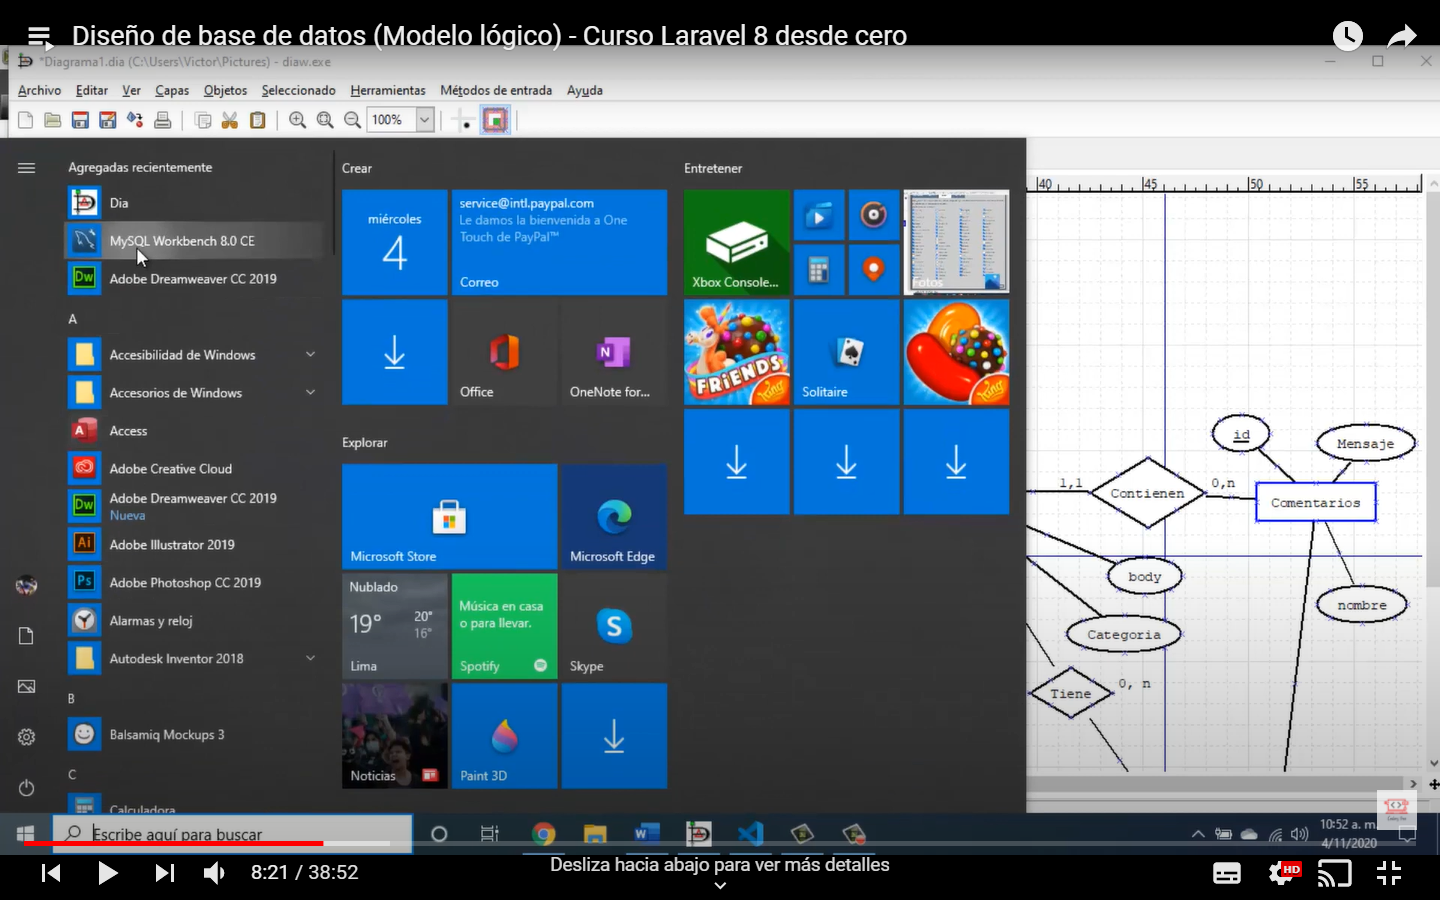 Diseño de base de datos (Modelo lógico) - Curso Laravel 8 desde cero
*Diagrama1.dia (C:\Users\Victor\Pictures) - diaw.exe
Archivo Editar Ver Capas Objetos Seleccionado Herramientas Métodos de entrada Ayuda
100%
Agregadas recientemente
Dia
MySQL Workbench 8.0 CE
Adobe Dreamweaver CC 2019
A
Accesibilidad de Windows
Accesorios de Windows
Access
Adobe Creative Cloud
Adobe Dreamweaver CC 2019
Nueva
Adobe Illustrator 2019
Adobe Photoshop CC 2019
Alarmas y reloj
Autodesk Inventor 2018
B
Balsamiq Mockups 3
C
Calculadora
Crear
miércoles
4
service@intl.paypal.com
Le damos la bienvenida a One
Touch de PayPal™
Correo
Office
OneNote for...
Explorar
Microsoft Store
Microsoft Edge
Nublado
19° 20°
16°
Lima
Música en casa
o para llevar.
Spotify
Skype
Noticias
Paint 3D
Entretener
Xbox Console...
Fotos
FRiENDS
King
Solitaire
King
40 45 50 55
id
Mensaje
1,1
Contienen
0,n
Comentarios
body
nombre
Categoria
Tiene
0, n
Escribe aquí para buscar
10:52 a. m.
4/11/2020
8:21 / 38:52
Desliza hacia abajo para ver más detalles
HD